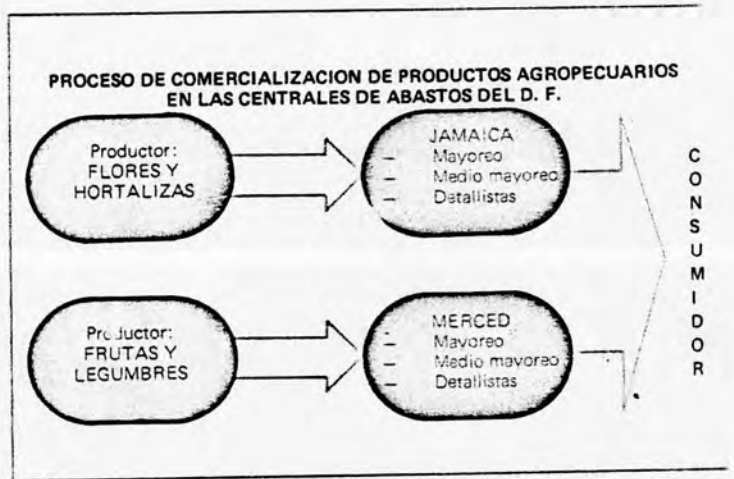 PROCESO DE COMERCIALIZACION DE PRODUCTOS AGROPECUARIOS
EN LAS CENTRALES DE ABASTOS DEL D. F.
Productor:
FLORES Y
HORTALIZAS
JAMAICA
- Mayoreo
- Medio mayoreo
- Detallistas
Productor:
FRUTAS Y
LEGUMBRES
MERCED
- Mayoreo
- Medio mayoreo
- Detallistas
CONSUMIDOR